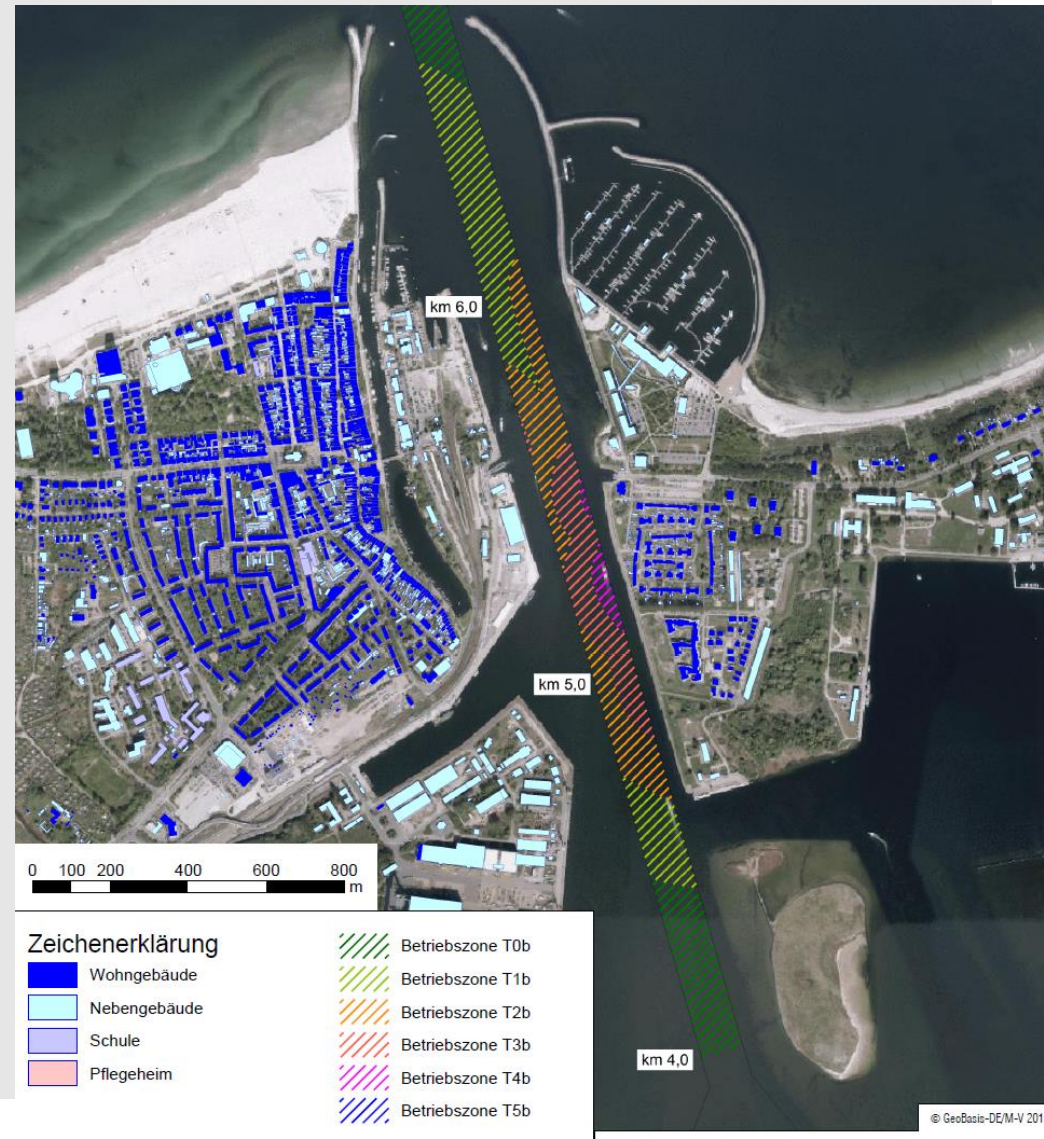 km 6,0
km 5,0
0 100 200 400 600 800
m
Zeichenerklärung
Wohngebäude
Nebengebäude
Schule
Pflegeheim
Betriebszone T0b
Betriebszone T1b
Betriebszone T2b
Betriebszone T3b
Betriebszone T4b
Betriebszone T5b
km 4,0
© GeoBasis-DE/M-V 201